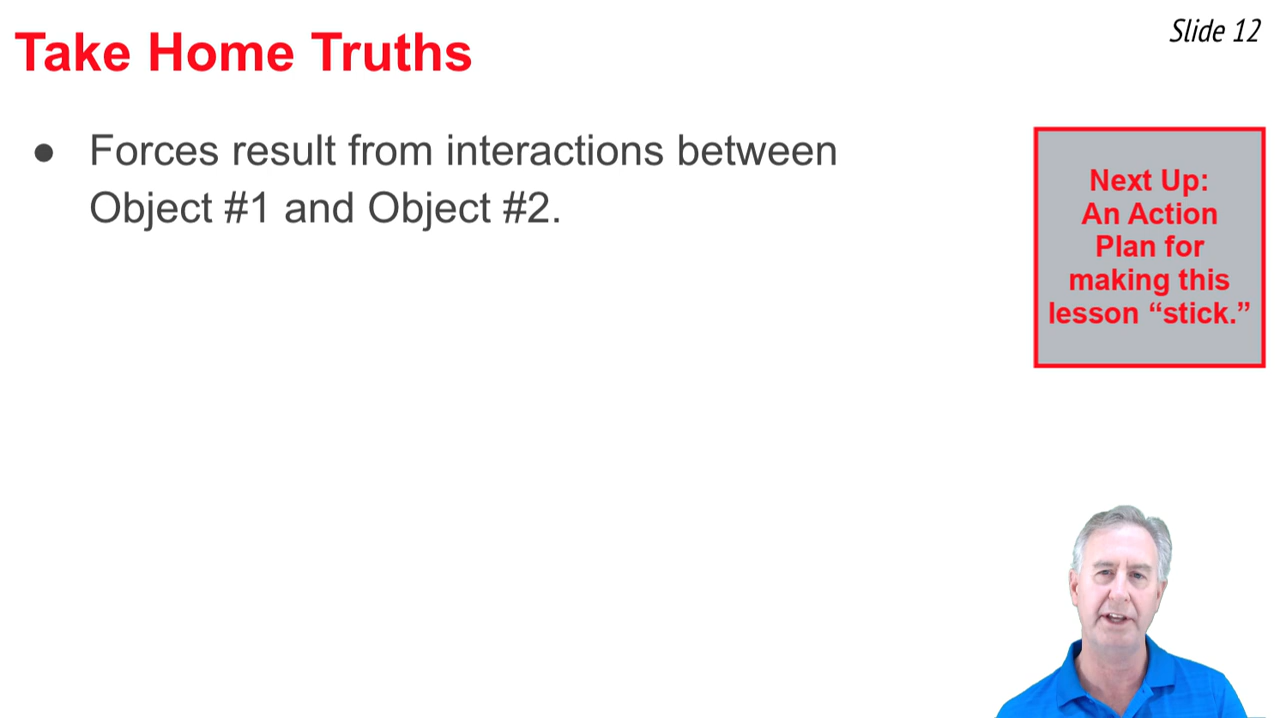 Take Home Truths
Slide 12
● Forces result from interactions between
Object #1 and Object #2.
Next Up:
An Action
Plan for
making this
lesson “stick.”